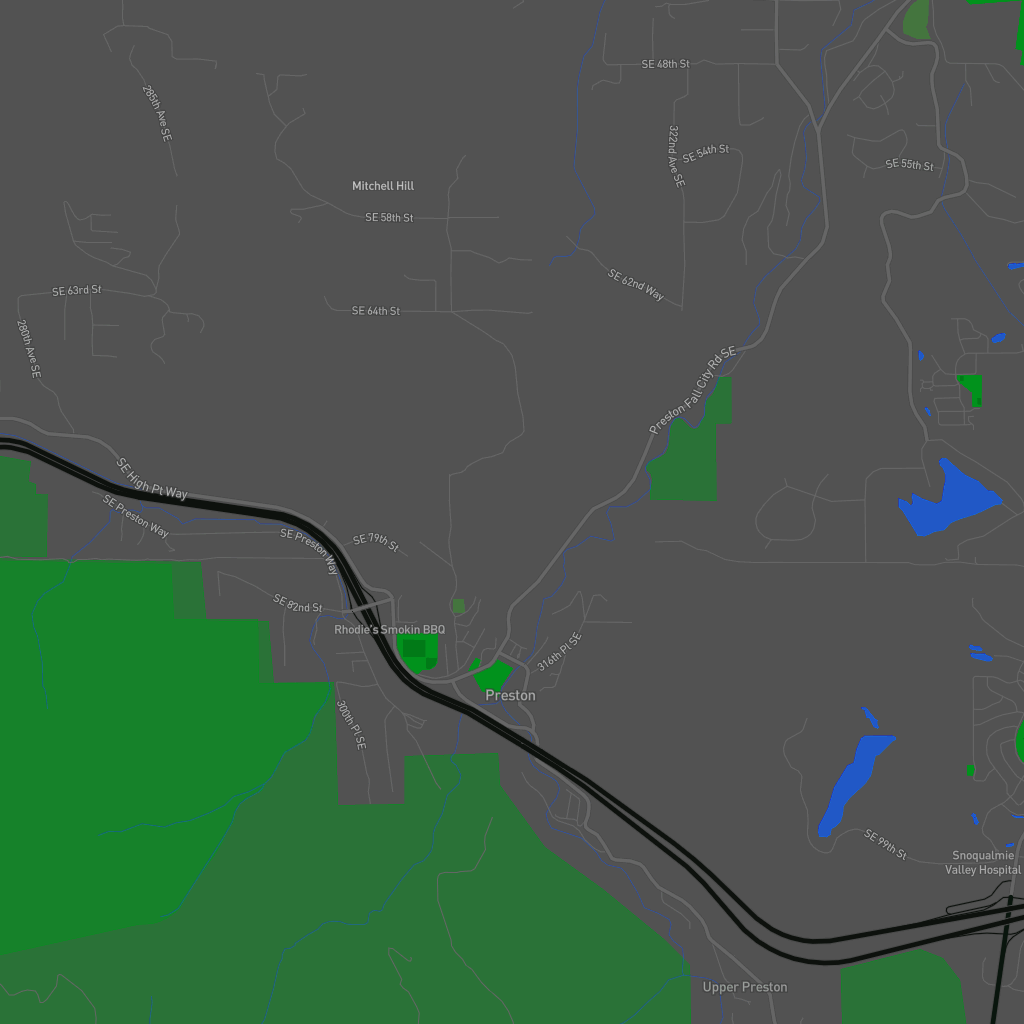 SE 48th St
285th Ave SE
322nd Ave SE
SE 54th St
SE 55th St
Mitchell Hill
SE 58th St
SE 62nd Way
SE 63rd St
SE 64th St
280th Ave SE
Preston-Fall City Rd SE
SE High Pt Way
SE Preston Way
SE Preston Way
SE 79th St
SE 82nd St
Rhodie's Smokin BBQ
316th Pl SE
Preston
300th Pl SE
SE 99th St
Snoqualmie
Valley Hospital
Upper Preston